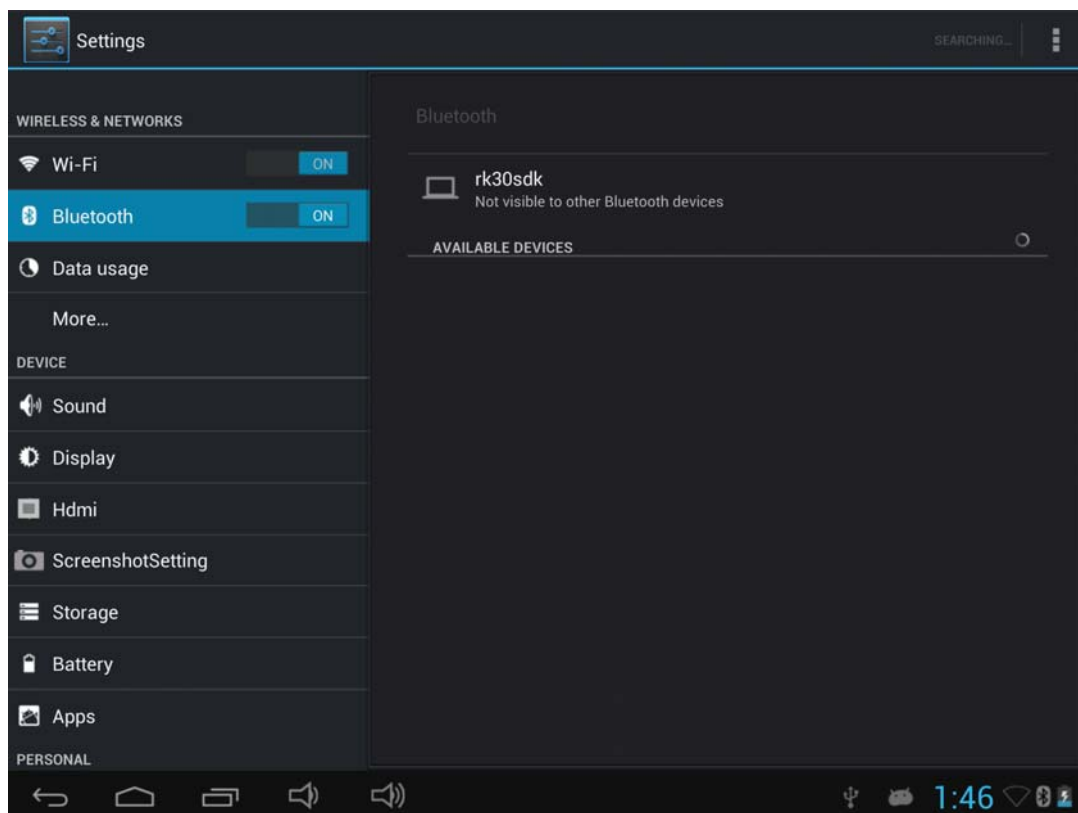 Settings
SEARCHING...
WIRELESS & NETWORKS
Wi-Fi
ON
Bluetooth
ON
Data usage
More...
DEVICE
Sound
Display
Hdmi
ScreenshotSetting
Storage
Battery
Apps
PERSONAL
Bluetooth
rk30sdk
Not visible to other Bluetooth devices
AVAILABLE DEVICES
1:46